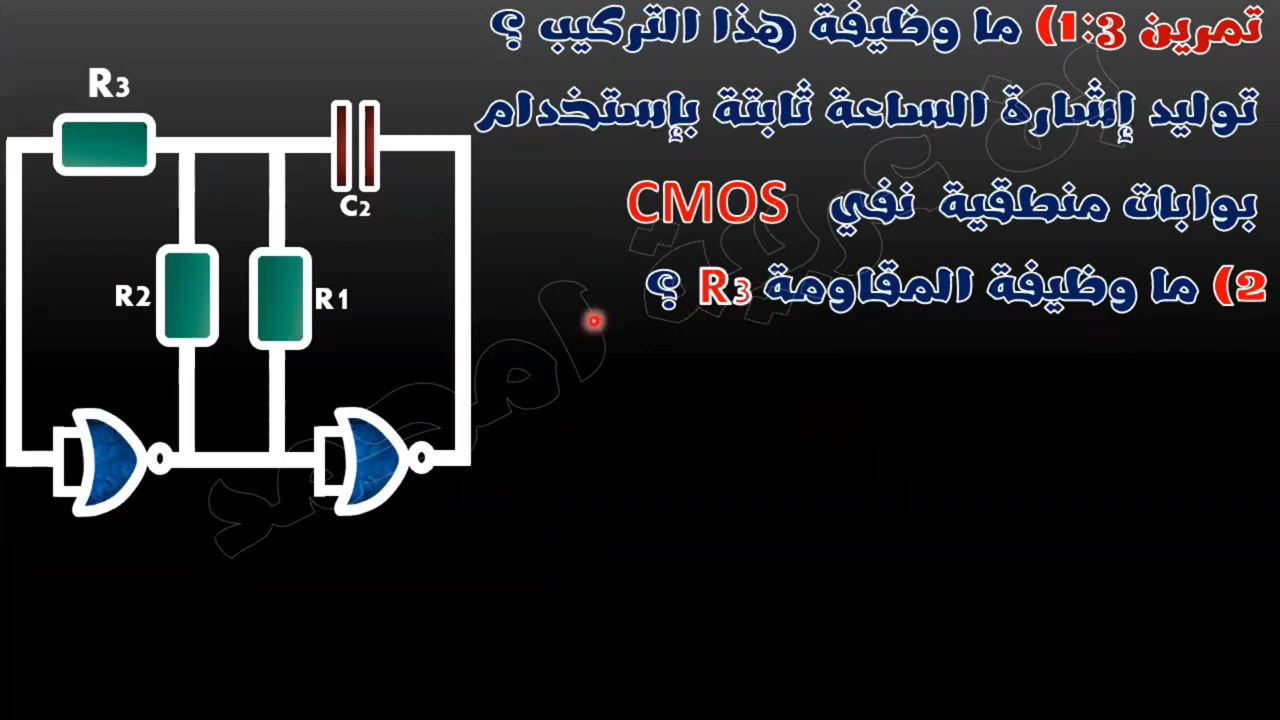 تمرين 3:1) ما وظيفة هذا التركيب ؟
توليد إشارة الساعة ثابتة بإستخدام
بوابات منطقية نفي CMOS
2) ما وظيفة المقاومة R3 ؟
R3
C2
R2
R1